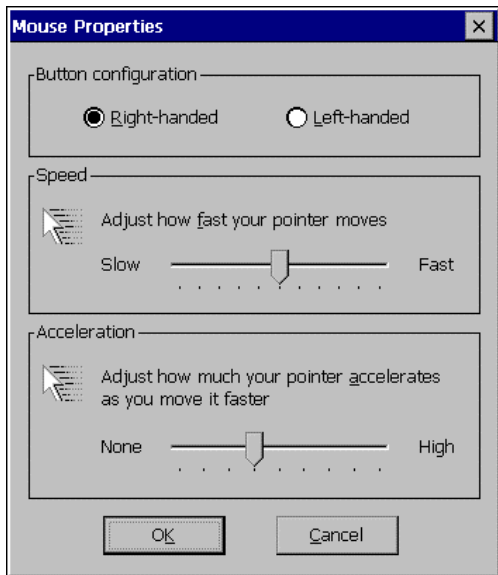 Mouse Properties
Button configuration
Right-handed Left-handed
Speed
Adjust how fast your pointer moves
Slow Fast
Acceleration
Adjust how much your pointer accelerates
as you move it faster
None High
OK Cancel